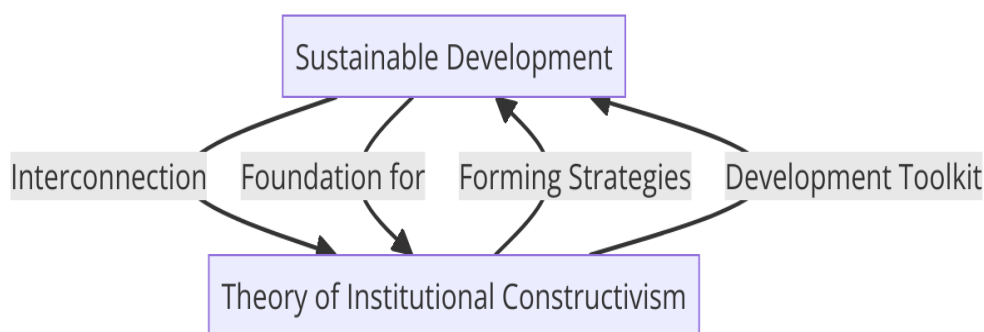 Sustainable Development
Interconnection
Foundation for
Forming Strategies
Development Toolkit
Theory of Institutional Constructivism